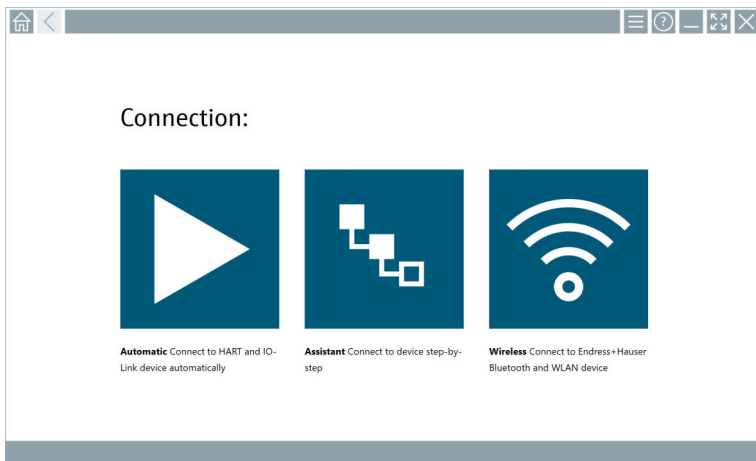 Connection:
Automatic Connect to HART and IO-
Link device automatically
Assistant Connect to device step-by-
step
Wireless Connect to Endress+Hauser
Bluetooth and WLAN device